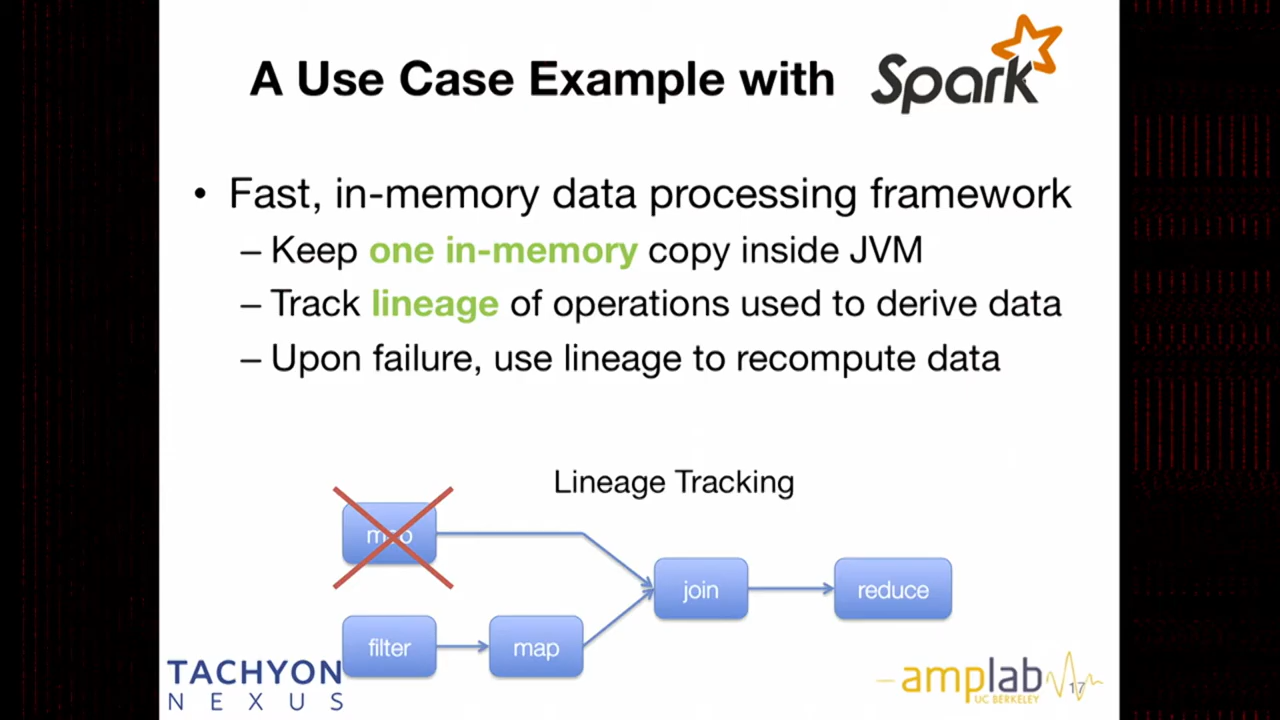 A Use Case Example with Spark
• Fast, in-memory data processing framework
– Keep one in-memory copy inside JVM
– Track lineage of operations used to derive data
– Upon failure, use lineage to recompute data
Lineage Tracking
map
join
reduce
filter
map
TACHYON
NEXUS
amplab
UC BERKELEY
17